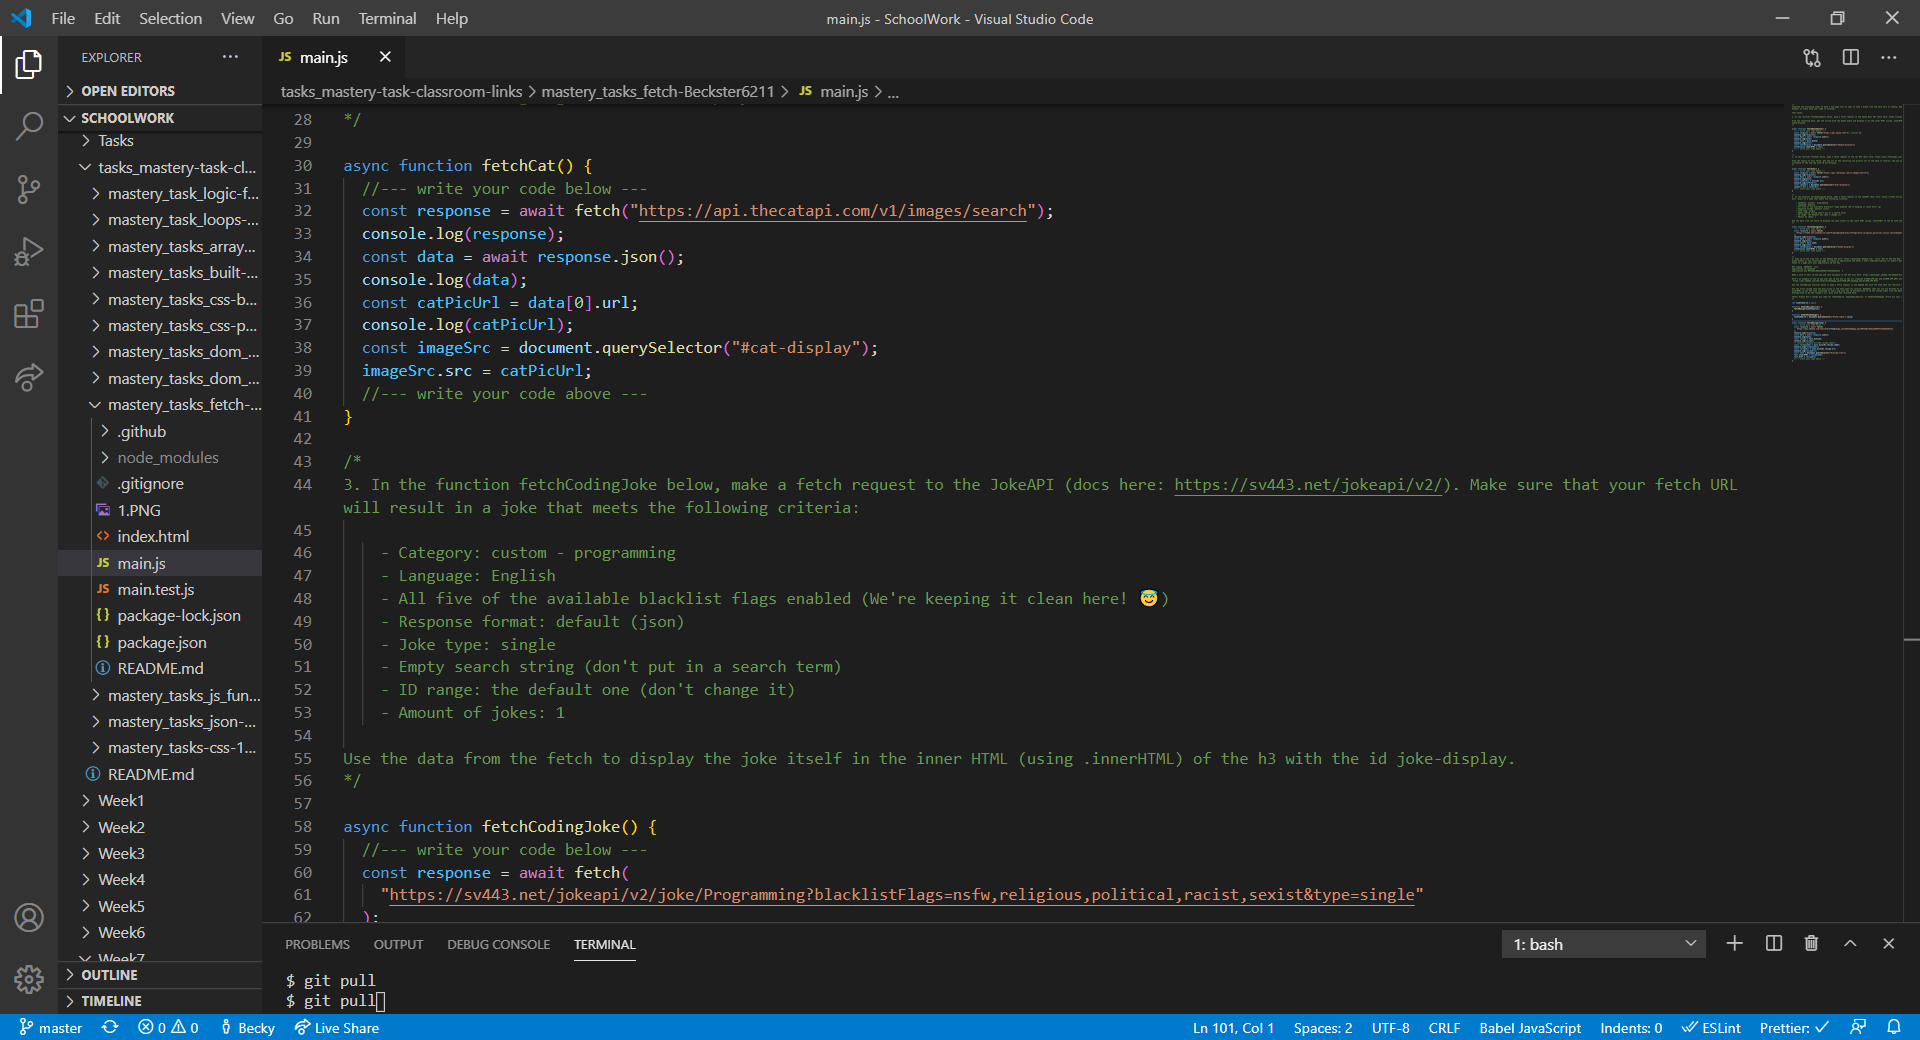 File Edit Selection View Go Run Terminal Help
main.js - SchoolWork - Visual Studio Code
EXPLORER
JS main.js
OPEN EDITORS
tasks_mastery-task-classroom-links > mastery_tasks_fetch-Beckster6211 > JS main.js > ...
SCHOOLWORK
Tasks
tasks_mastery-task-cl...
mastery_task_logic-f...
mastery_task_loops-...
mastery_tasks_array...
mastery_tasks_built-...
mastery_tasks_css-b...
mastery_tasks_css-p...
mastery_tasks_dom_...
mastery_tasks_dom_...
mastery_tasks_fetch-...
.github
node_modules
.gitignore
1.PNG
index.html
JS main.js
JS main.test.js
{} package-lock.json
{} package.json
README.md
mastery_tasks_js_fun...
mastery_tasks_json-...
mastery_tasks-css-1...
README.md
Week1
Week2
Week3
Week4
Week5
Week6
Week7
OUTLINE
TIMELINE
28 */
29
30 async function fetchCat() {
31 //--- write your code below ---
32 const response = await fetch("https://api.thecatapi.com/v1/images/search");
33 console.log(response);
34 const data = await response.json();
35 console.log(data);
36 const catPicUrl = data[0].url;
37 console.log(catPicUrl);
38 const imageSrc = document.querySelector("#cat-display");
39 imageSrc.src = catPicUrl;
40 //--- write your code above ---
41 }
42
43 /*
44 3. In the function fetchCodingJoke below, make a fetch request to the JokeAPI (docs here: https://sv443.net/jokeapi/v2/). Make sure that your fetch URL
will result in a joke that meets the following criteria:
45
46 - Category: custom - programming
47 - Language: English
48 - All five of the available blacklist flags enabled (We're keeping it clean here! 😇)
49 - Response format: default (json)
50 - Joke type: single
51 - Empty search string (don't put in a search term)
52 - ID range: the default one (don't change it)
53 - Amount of jokes: 1
54
55 Use the data from the fetch to display the joke itself in the inner HTML (using .innerHTML) of the h3 with the id joke-display.
56 */
57
58 async function fetchCodingJoke() {
59 //--- write your code below ---
60 const response = await fetch(
61 "https://sv443.net/jokeapi/v2/joke/Programming?blacklistFlags=nsfw,religious,political,racist,sexist&type=single"
62 );
PROBLEMS OUTPUT DEBUG CONSOLE TERMINAL
1: bash
$ git pull
$ git pull
master 0 0 Becky Live Share
Ln 101, Col 1 Spaces: 2 UTF-8 CRLF Babel JavaScript Indents: 0 ESLint Prettier: ✓